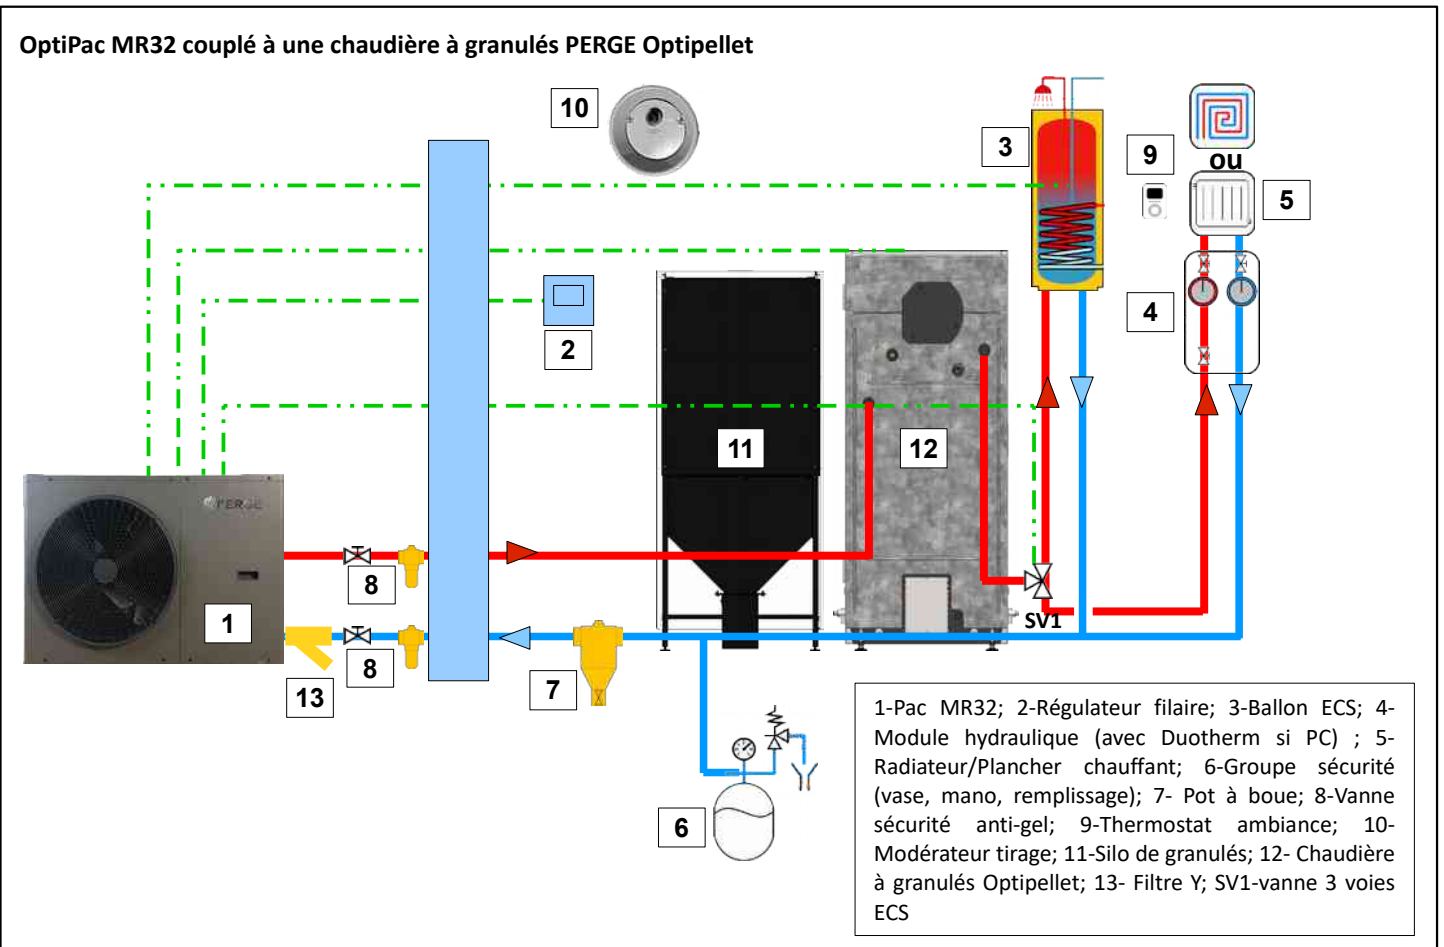 OptiPac MR32 couplé à une chaudière à granulés PERGE Optipellet
10
3
9
ou
5
4
2
11
12
PERGE
1
8
8
13
7
SV1
6
1-Pac MR32; 2-Régulateur filaire; 3-Ballon ECS; 4-
Module hydraulique (avec Duotherm si PC) ; 5-
Radiateur/Plancher chauffant; 6-Groupe sécurité
(vase, mano, remplissage); 7- Pot à boue; 8-Vanne
sécurité anti-gel; 9-Thermostat ambiance; 10-
Modérateur tirage; 11-Silo de granulés; 12- Chaudière
à granulés Optipellet; 13- Filtre Y; SV1-vanne 3 voies
ECS